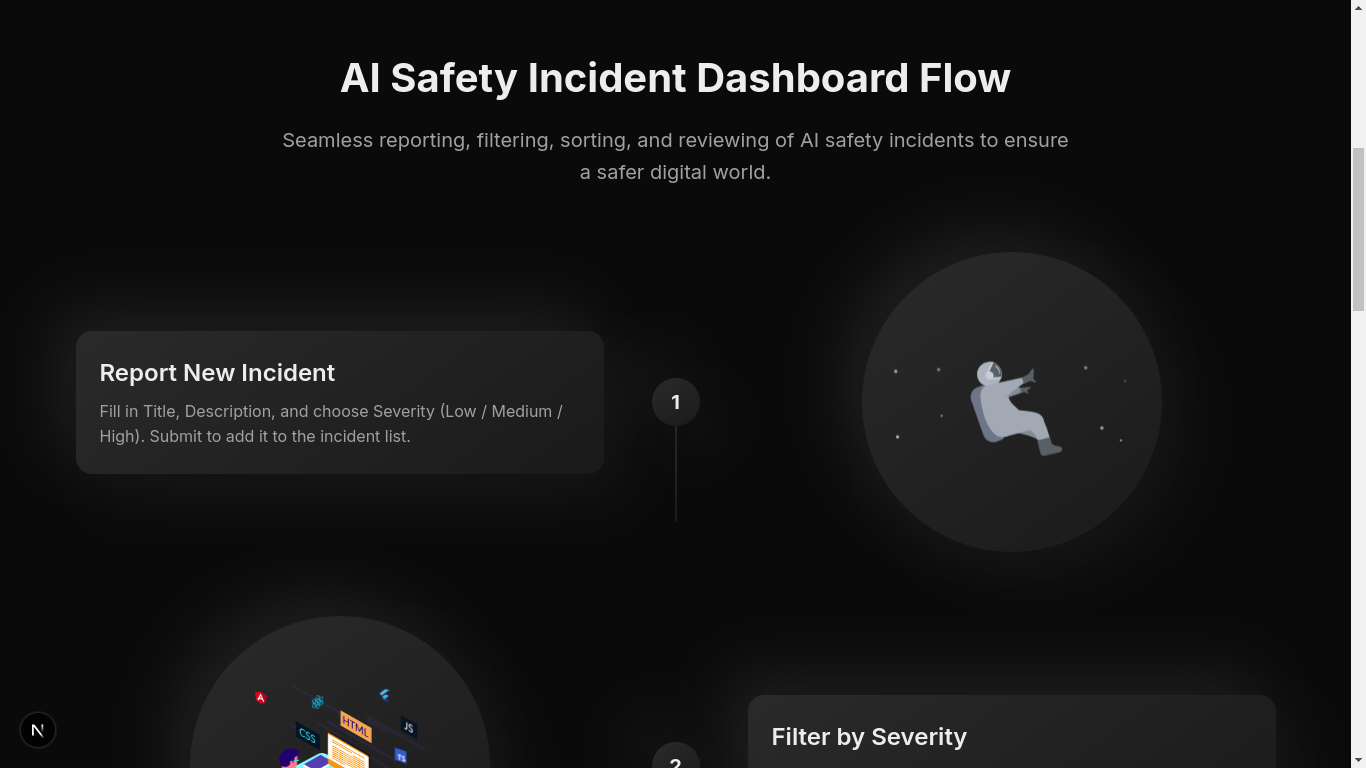 AI Safety Incident Dashboard Flow
Seamless reporting, filtering, sorting, and reviewing of AI safety incidents to ensure
a safer digital world.
Report New Incident
Fill in Title, Description, and choose Severity (Low / Medium /
High). Submit to add it to the incident list.
1
A
HTML
JS
CSS
TS
2
Filter by Severity
N